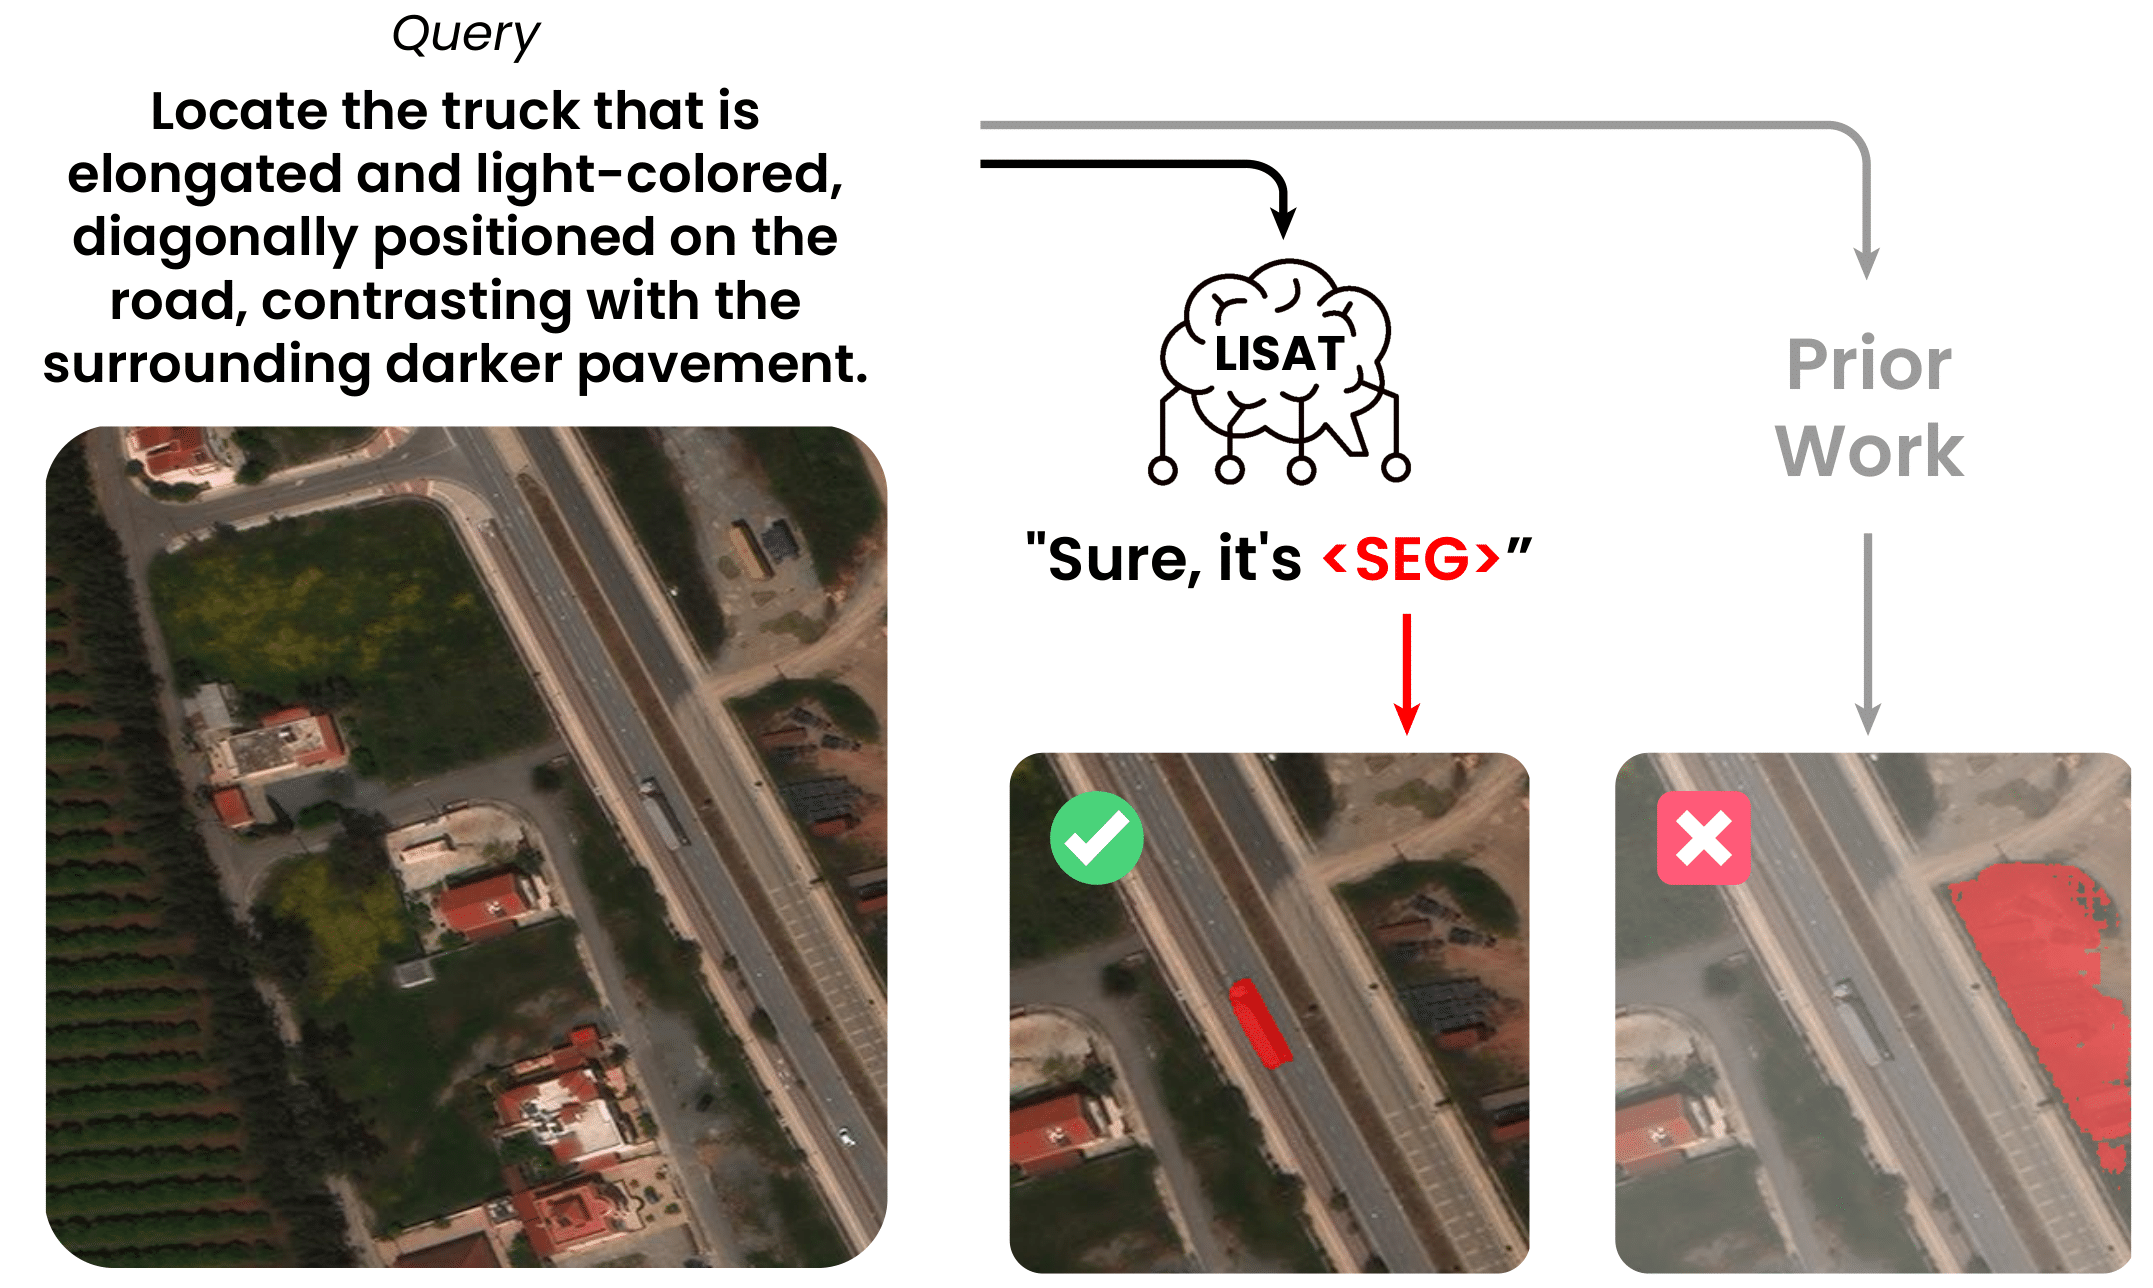 Query
Locate the truck that is
elongated and light-colored,
diagonally positioned on the
road, contrasting with the
surrounding darker pavement.
LISAT
"Sure, it's <SEG>”
Prior
Work